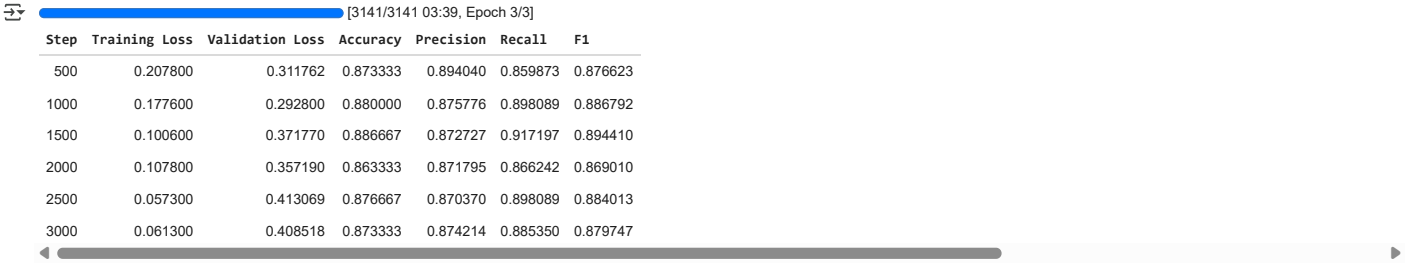 [3141/3141 03:39, Epoch 3/3]
Step Training Loss Validation Loss Accuracy Precision Recall F1
500 0.207800 0.311762 0.873333 0.894040 0.859873 0.876623
1000 0.177600 0.292800 0.880000 0.875776 0.898089 0.886792
1500 0.100600 0.371770 0.886667 0.872727 0.917197 0.894410
2000 0.107800 0.357190 0.863333 0.871795 0.866242 0.869010
2500 0.057300 0.413069 0.876667 0.870370 0.898089 0.884013
3000 0.061300 0.408518 0.873333 0.874214 0.885350 0.879747